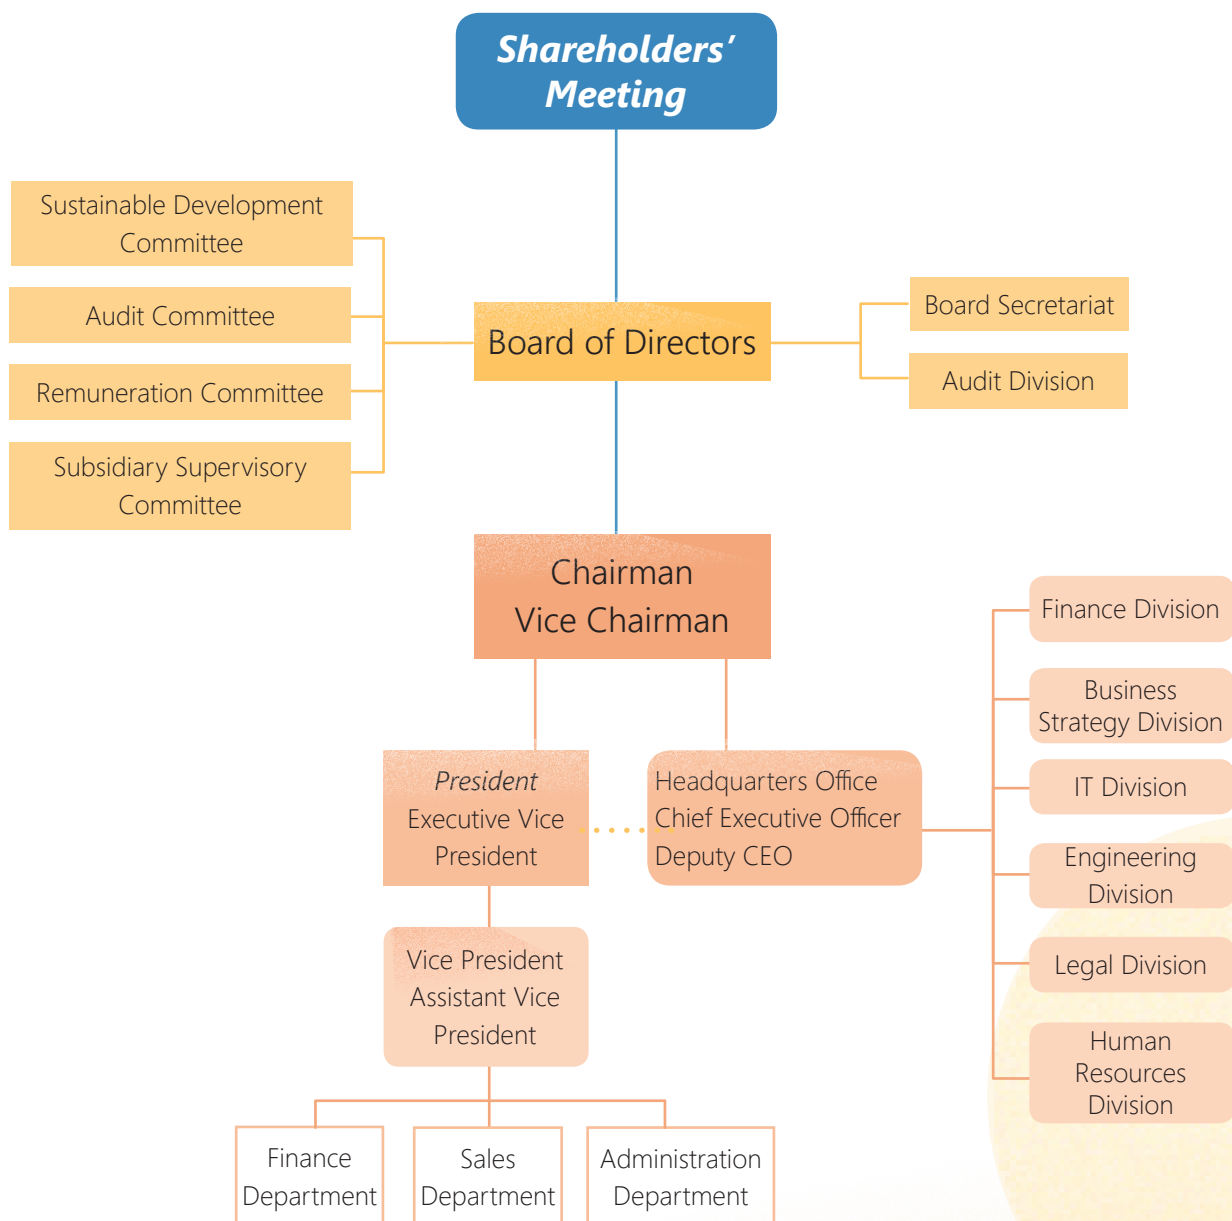 Shareholders’
Meeting
Sustainable Development
Committee
Audit Committee
Remuneration Committee
Subsidiary Supervisory
Committee
Board of Directors
Board Secretariat
Audit Division
Chairman
Vice Chairman
President
Executive Vice
President
Headquarters Office
Chief Executive Officer
Deputy CEO
Finance Division
Business
Strategy Division
IT Division
Engineering
Division
Legal Division
Human
Resources
Division
Vice President
Assistant Vice
President
Finance
Department
Sales
Department
Administration
Department